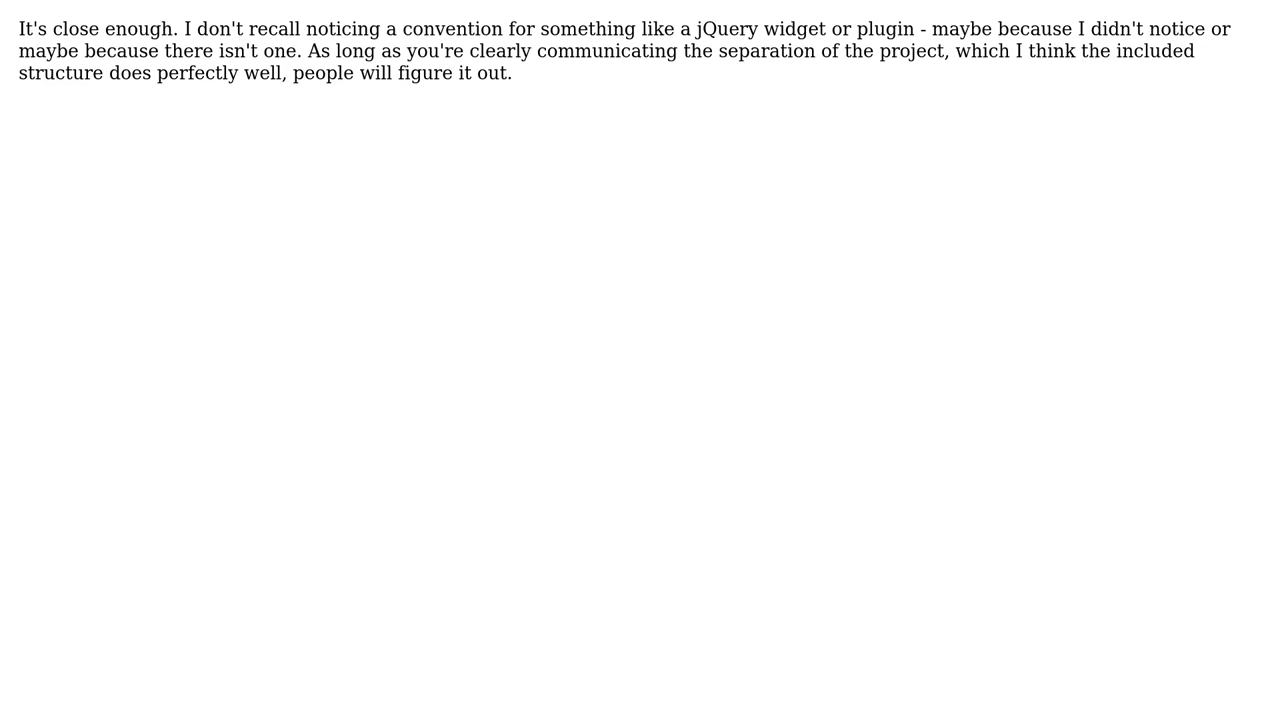 It's close enough. I don't recall noticing a convention for something like a jQuery widget or plugin - maybe because I didn't notice or
maybe because there isn't one. As long as you're clearly communicating the separation of the project, which I think the included
structure does perfectly well, people will figure it out.